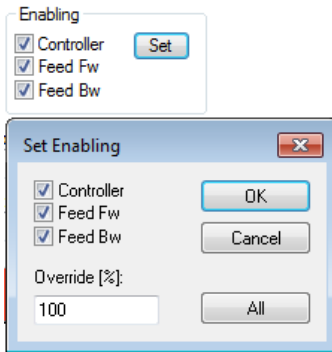 Enabling
Controller Set
Feed Fw
Feed Bw
Set Enabling
Controller OK
Feed Fw
Feed Bw Cancel
Override [%]:
100 All